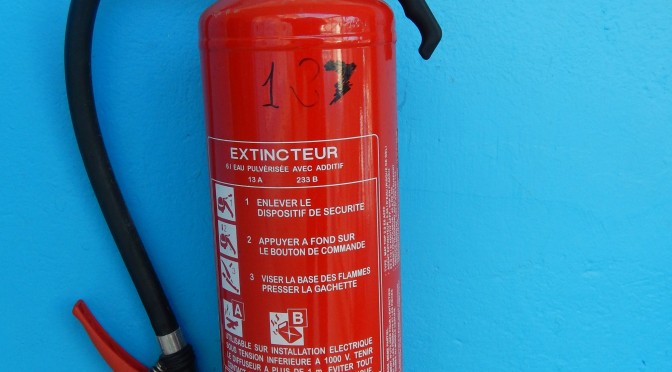 137
EXTINCTEUR
6 l EAU PULVÉRISÉE AVEC ADDITIF
13 A 233 B
1 ENLEVER LE
DISPOSITIF DE SECURITE
2 APPUYER A FOND SUR
LE BOUTON DE COMMANDE
3 VISER LA BASE DES FLAMMES
PRESSER LA GACHETTE
A
B
UTILISABLE SUR INSTALLATION ELECTRIQUE
SOUS TENSION INFERIEURE A 1000 V. TENIR
LE DIFFUSEUR A PLUS DE 1 m. EVITER TOUT